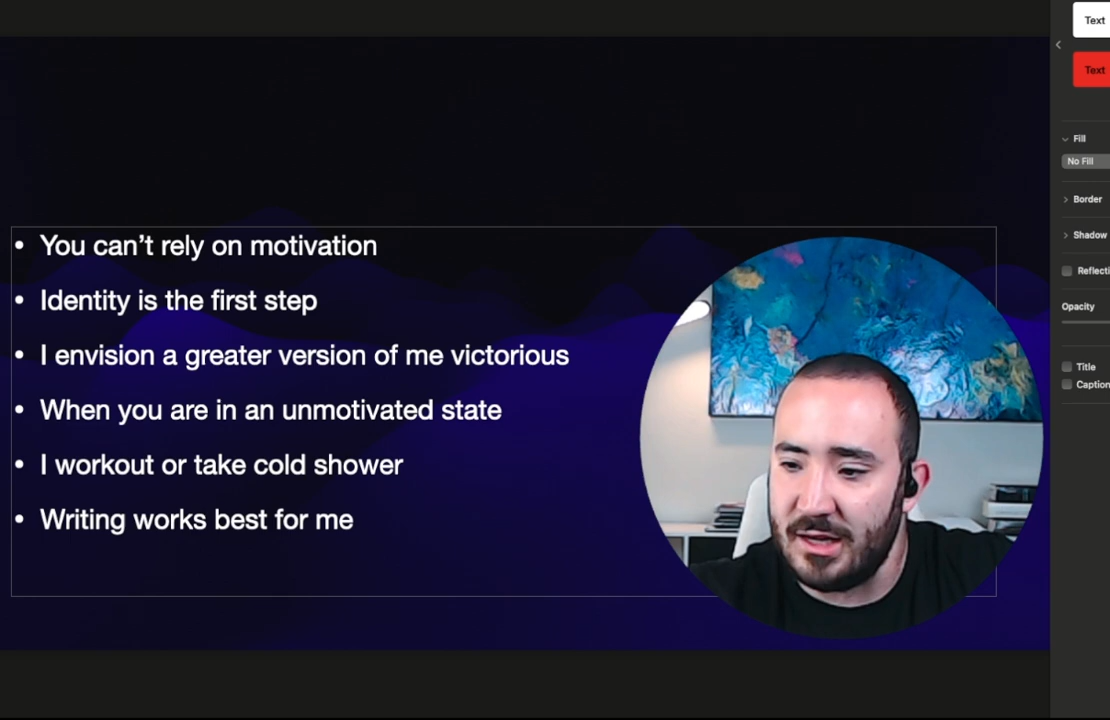 Text
Text
Fill
No Fill
Border
Shadow
• You can’t rely on motivation
• Identity is the first step
• I envision a greater version of me victorious
• When you are in an unmotivated state
• I workout or take cold shower
• Writing works best for me
Reflecti
Opacity
Title
Caption